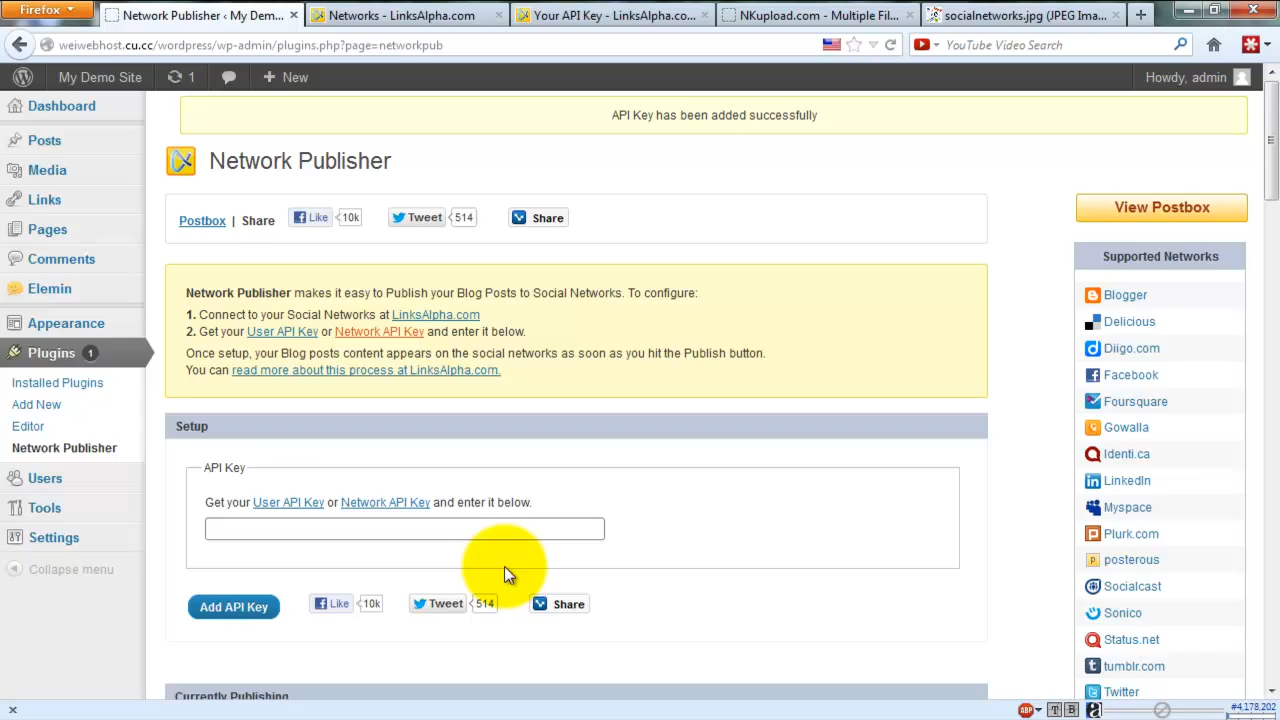 Firefox
Network Publisher ‹ My Dem... ×
Networks - LinksAlpha.com ×
Your API Key - LinksAlpha.co... ×
NKupload.com - Multiple Fil... ×
socialnetworks.jpg (JPEG Ima... ×
weiwebhost.cu.cc/wordpress/wp-admin/plugins.php?page=networkpub
YouTube Video Search
My Demo Site
1
New
Howdy, admin
Dashboard
Posts
Media
Links
Pages
Comments
Elemin
Appearance
Plugins 1
Installed Plugins
Add New
Editor
Network Publisher
Users
Tools
Settings
Collapse menu
API Key has been added successfully
Network Publisher
Postbox | Share
Like 10k
Tweet 514
Share
Network Publisher makes it easy to Publish your Blog Posts to Social Networks. To configure:
1. Connect to your Social Networks at LinksAlpha.com
2. Get your User API Key or Network API Key and enter it below.
Once setup, your Blog posts content appears on the social networks as soon as you hit the Publish button.
You can read more about this process at LinksAlpha.com.
Setup
API Key
Get your User API Key or Network API Key and enter it below.
Add API Key
Like 10k
Tweet 514
Share
Currently Publishing
View Postbox
Supported Networks
Blogger
Delicious
Diigo.com
Facebook
Foursquare
Gowalla
Identi.ca
LinkedIn
Myspace
Plurk.com
posterous
Socialcast
Sonico
Status.net
tumblr.com
Twitter
×
ABP
T
B
a
#4,178,202